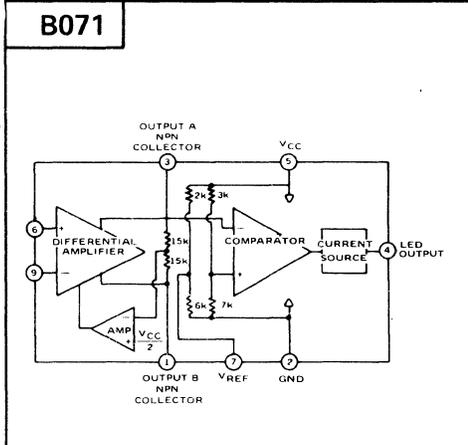 B071
OUTPUT A
NPN
COLLECTOR
3
VCC
5
2k
3k
6
+
DIFFERENTIAL
AMPLIFIER
9
−
15k
15k
−
COMPARATOR
+
CURRENT
SOURCE
4
LED
OUTPUT
6k
7k
−
AMP
+
VCC
2
1
7
2
OUTPUT B
NPN
COLLECTOR
VREF
GND